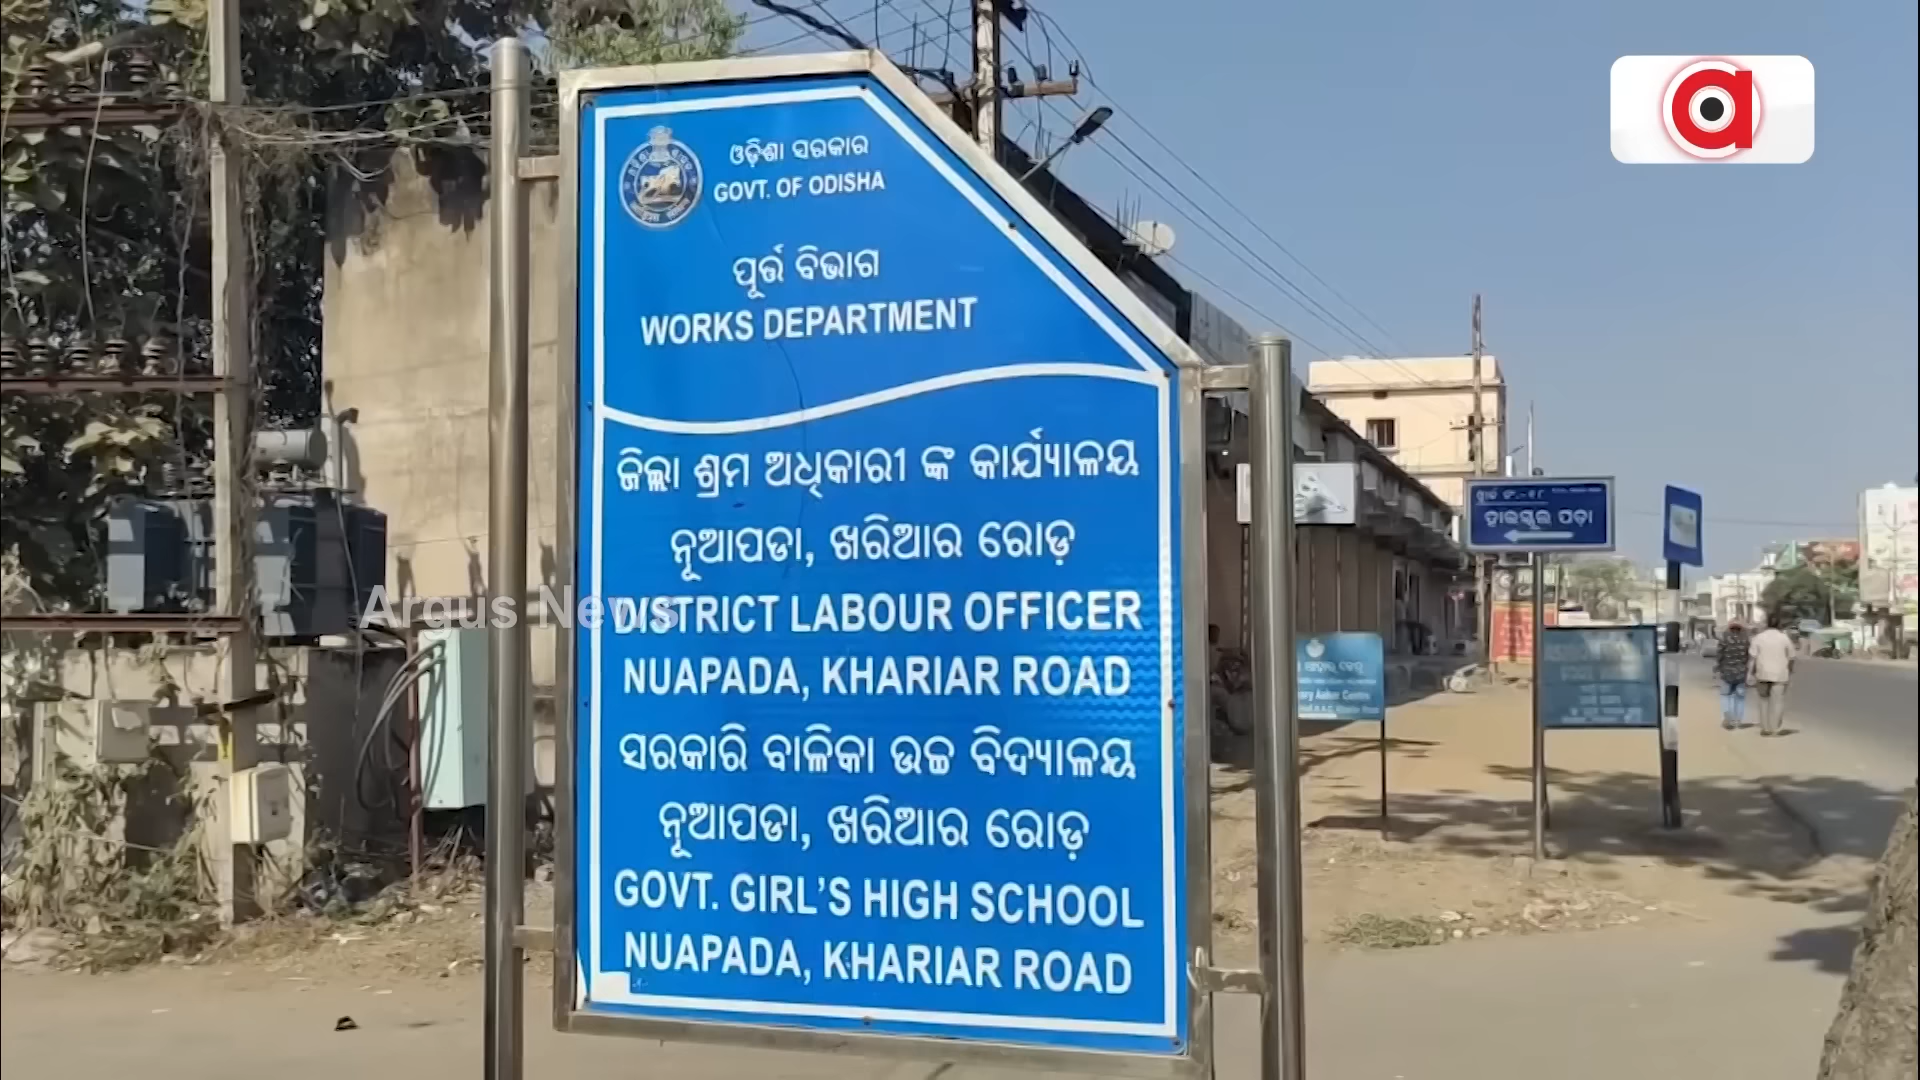 ଓଡ଼ିଶା ସରକାର
GOVT. OF ODISHA
ପୂର୍ତ୍ତ ବିଭାଗ
WORKS DEPARTMENT
ଜିଲ୍ଲା ଶ୍ରମ ଅଧିକାରୀ ଙ୍କ କାର୍ଯ୍ୟାଳୟ
ନୂଆପଡା, ଖରିଆର ରୋଡ଼
DISTRICT LABOUR OFFICER
NUAPADA, KHARIAR ROAD
ସରକାରି ବାଳିକା ଉଚ୍ଚ ବିଦ୍ୟାଳୟ
ନୂଆପଡା, ଖରିଆର ରୋଡ଼
GOVT. GIRL'S HIGH SCHOOL
NUAPADA, KHARIAR ROAD
Argus News
a
ୱାର୍ଡ ନଂ.-୧୮
ହାଇସ୍କୁଲ ପଡ଼ା